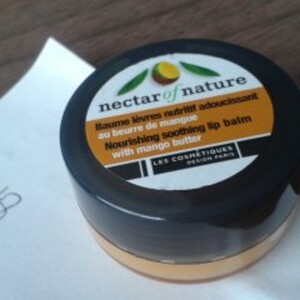 nectar of nature
Baume lèvres nutritif adoucissant
au beurre de mangue
Nourishing soothing lip balm
with mango butter
LES COSMÉTIQUES
DESIGN PARIS